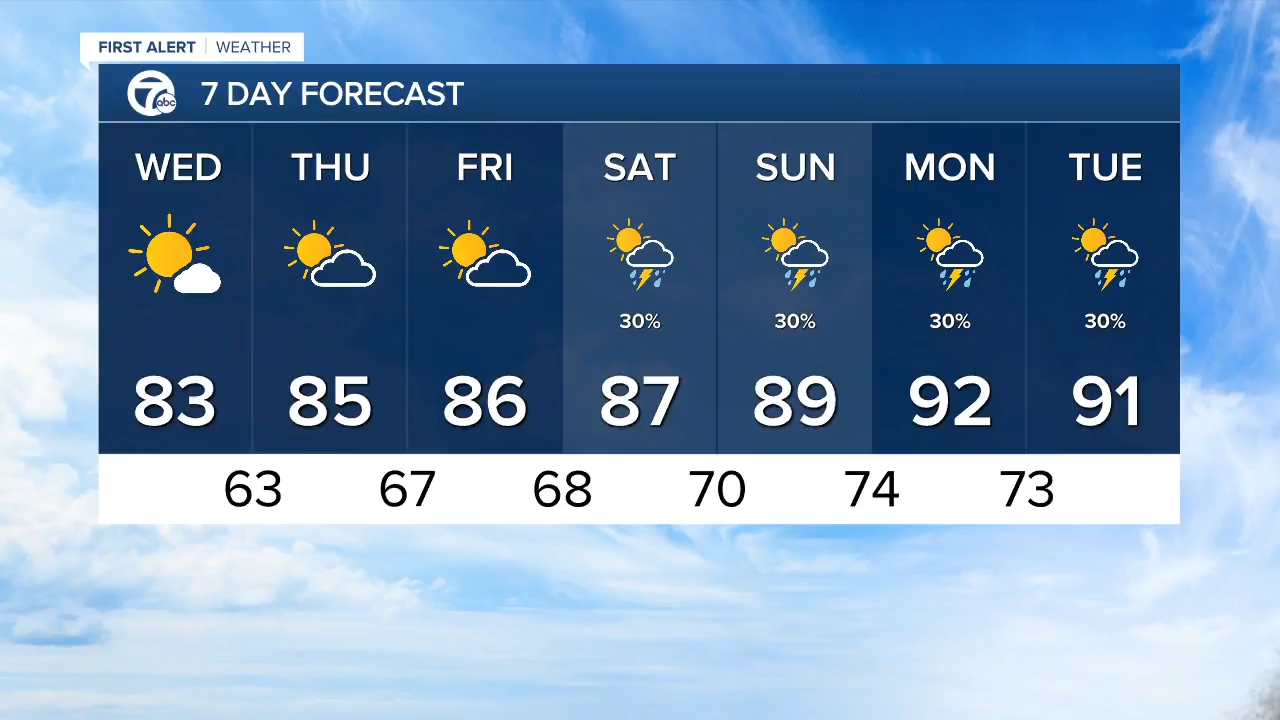 FIRST ALERT | WEATHER
7 abc 7 DAY FORECAST
WED THU FRI SAT SUN MON TUE
30% 30% 30% 30%
83 85 86 87 89 92 91
63 67 68 70 74 73